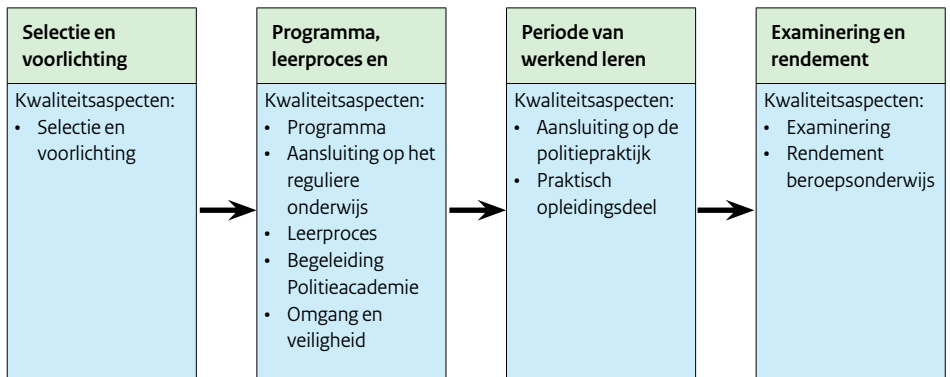 Selectie en
voorlichting
Kwaliteitsaspecten:
• Selectie en
voorlichting
Programma,
leerproces en
Kwaliteitsaspecten:
• Programma
• Aansluiting op het
reguliere
onderwijs
• Leerproces
• Begeleiding
Politieacademie
• Omgang en
veiligheid
Periode van
werkend leren
Kwaliteitsaspecten:
• Aansluiting op de
politiepraktijk
• Praktisch
opleidingsdeel
Examinering en
rendement
Kwaliteitsaspecten:
• Examinering
• Rendement
beroepsonderwijs